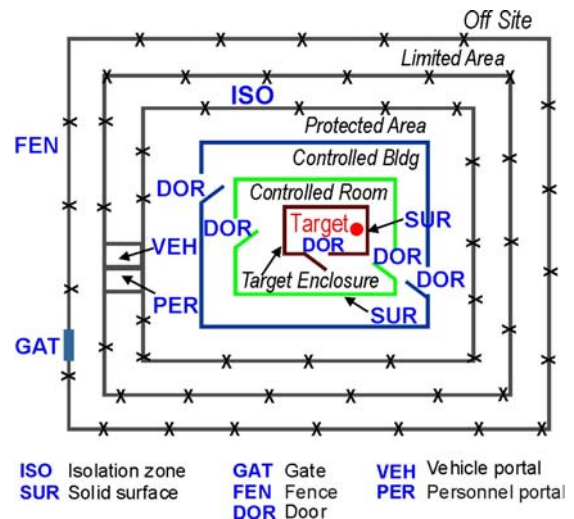 Off Site
Limited Area
ISO
Protected Area
FEN
Controlled Bldg
DOR
Controlled Room
Target
SUR
DOR
DOR
DOR
VEH
Target Enclosure
DOR
PER
SUR
GAT
ISO Isolation zone
SUR Solid surface
GAT Gate
FEN Fence
DOR Door
VEH Vehicle portal
PER Personnel portal